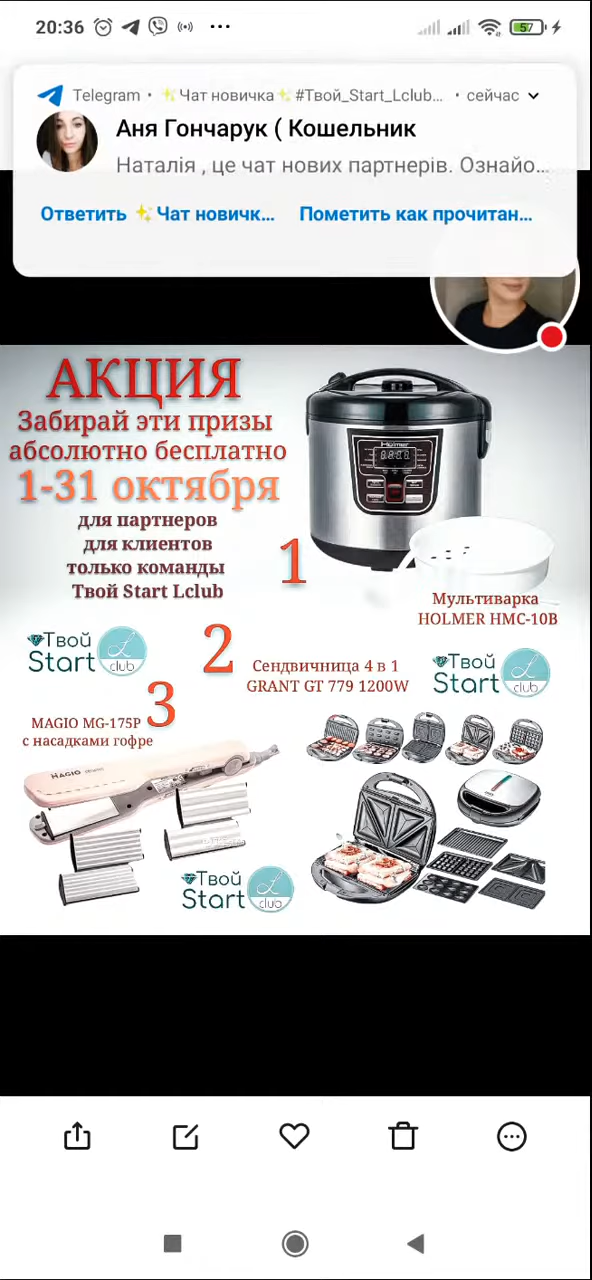 20:36
57
Telegram • ✨Чат новичка✨#Твой_Start_Lclub... • сейчас
Аня Гончарук ( Кошельник
Наталія , це чат нових партнерів. Ознайо...
Ответить ✨Чат новичк...
Пометить как прочитан...
АКЦИЯ
Забирай эти призы
абсолютно бесплатно
1-31 октября
для партнеров
для клиентов
только команды
Твой Start Lclub
Holmer
1
Мультиварка
HOLMER HMC-10B
Твой
Start
L
club
2
Сендвичница 4 в 1
GRANT GT 779 1200W
Твой
Start
L
club
3
MAGIO MG-175P
с насадками гофре
MAGIO
Твой
Start
L
club